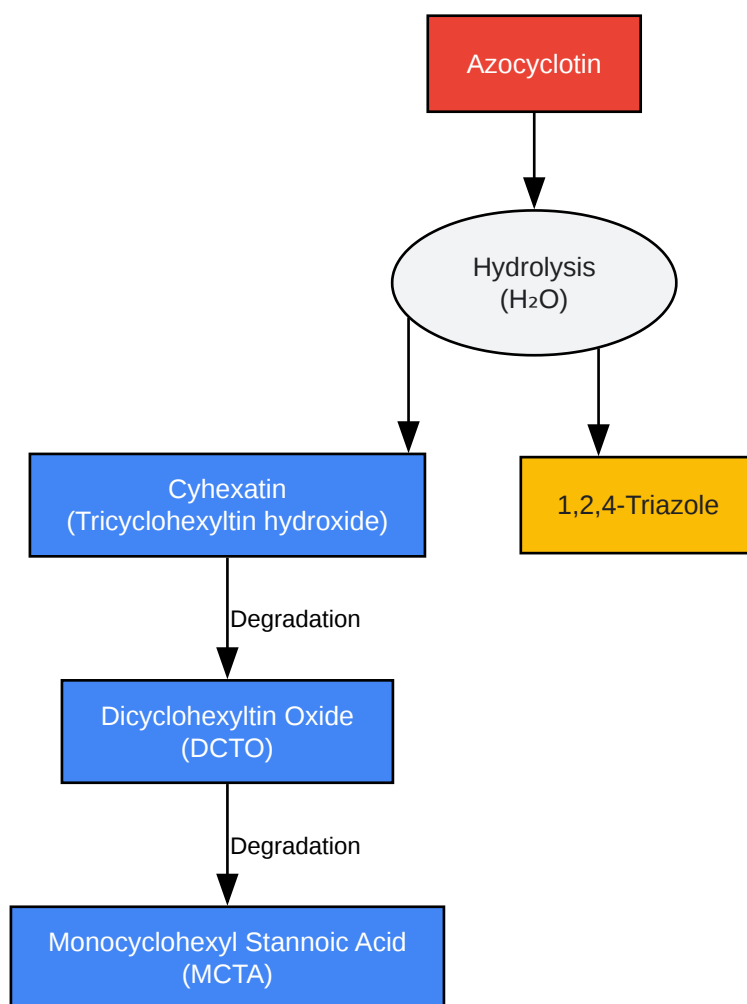 Azocyclotin
Hydrolysis
(H₂O)
Cyhexatin
(Tricyclohexyltin hydroxide)
1,2,4-Triazole
Degradation
Dicyclohexyltin Oxide
(DCTO)
Degradation
Monocyclohexyl Stannoic Acid
(MCTA)